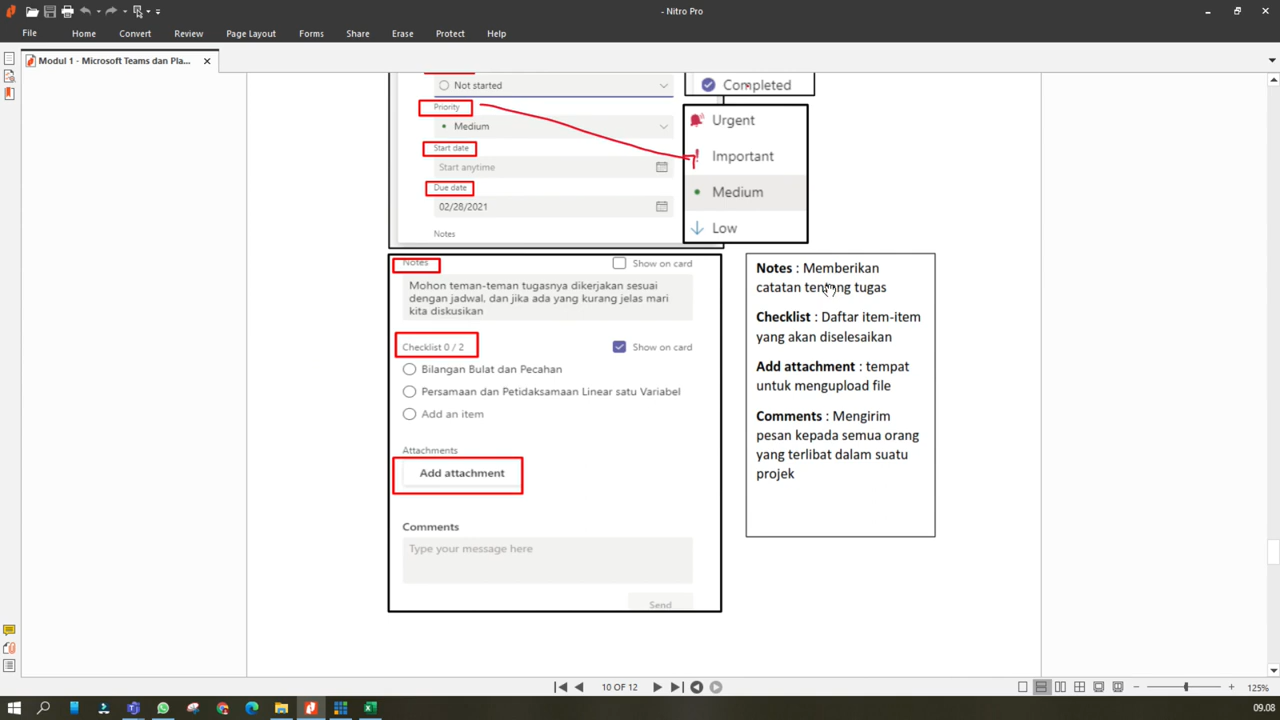 - Nitro Pro
File Home Convert Review Page Layout Forms Share Erase Protect Help
Modul 1 - Microsoft Teams dan Pla...
Not started
Priority
Medium
Start date
Start anytime
Due date
02/28/2021
Notes
Completed
Urgent
Important
Medium
Low
Notes Show on card
Mohon teman-teman tugasnya dikerjakan sesuai
dengan jadwal, dan jika ada yang kurang jelas mari
kita diskusikan
Checklist 0 / 2 Show on card
Bilangan Bulat dan Pecahan
Persamaan dan Petidaksamaan Linear satu Variabel
Add an item
Attachments
Add attachment
Comments
Type your message here
Send
Notes : Memberikan
catatan tentang tugas
Checklist : Daftar item-item
yang akan diselesaikan
Add attachment : tempat
untuk mengupload file
Comments : Mengirim
pesan kepada semua orang
yang terlibat dalam suatu
projek
10 OF 12
125%
09.08